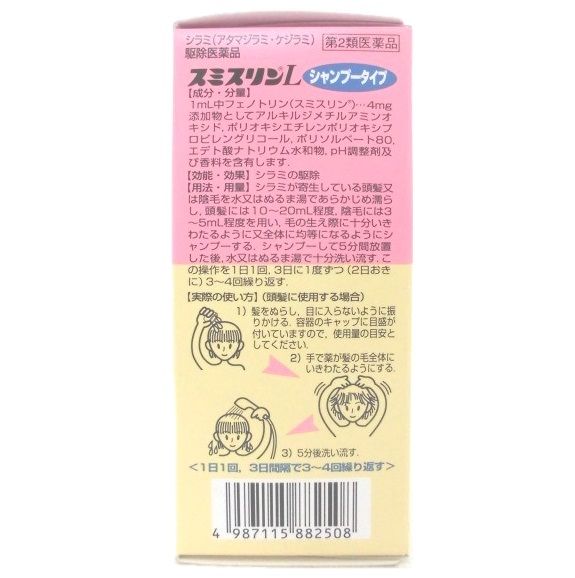 シラミ(アタマジラミ・ケジラミ)
駆除医薬品
第2類医薬品
スミスリンL シャンプータイプ
【成分・分量】
1mL中フェノトリン(スミスリン®)…4mg
添加物としてアルキルジメチルアミンオ
キシド,ポリオキシエチレンポリオキシプ
ロピレングリコール,ポリソルベート80,
エデト酸ナトリウム水和物,pH調整剤及
び香料を含有します.
【効能・効果】シラミの駆除
【用法・用量】シラミが寄生している頭髪又
は陰毛を水又はぬるま湯であらかじめ濡ら
し,頭髪には10～20mL程度,陰毛には3
～5mL程度を用い,毛の生え際に十分いき
わたるように又全体に均等になるようにシ
ャンプーする.シャンプーして5分間放置
した後,水又はぬるま湯で十分洗い流す.こ
の操作を1日1回,3日に1度ずつ(2日おき
に)3～4回繰り返す.
【実際の使い方】(頭髪に使用する場合)
1) 髪をぬらし,目に入らないように振
りかける.容器のキャップに目盛が
付いていますので,使用量の目安と
してください.
2) 手で薬が髪の毛全体に
いきわたるようにする.
3) 5分後洗い流す.
<1日1回,3日間隔で3～4回繰り返す>
4 987115 882508